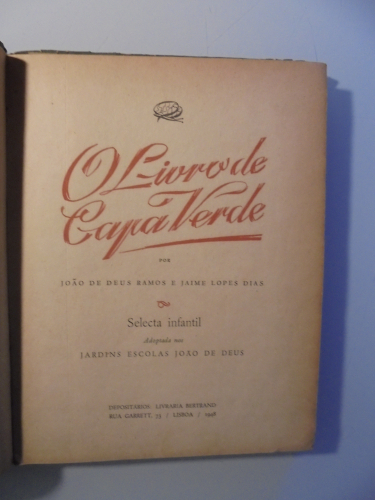 O Livro de
Capa Verde
POR
JOÃO DE DEUS RAMOS E JAIME LOPES DIAS
Selecta infantil
Adoptada nos
JARDINS ESCOLAS JOÃO DE DEUS
DEPOSITÁRIOS: LIVRARIA BERTRAND
RUA GARRETT, 73 / LISBOA / 1948